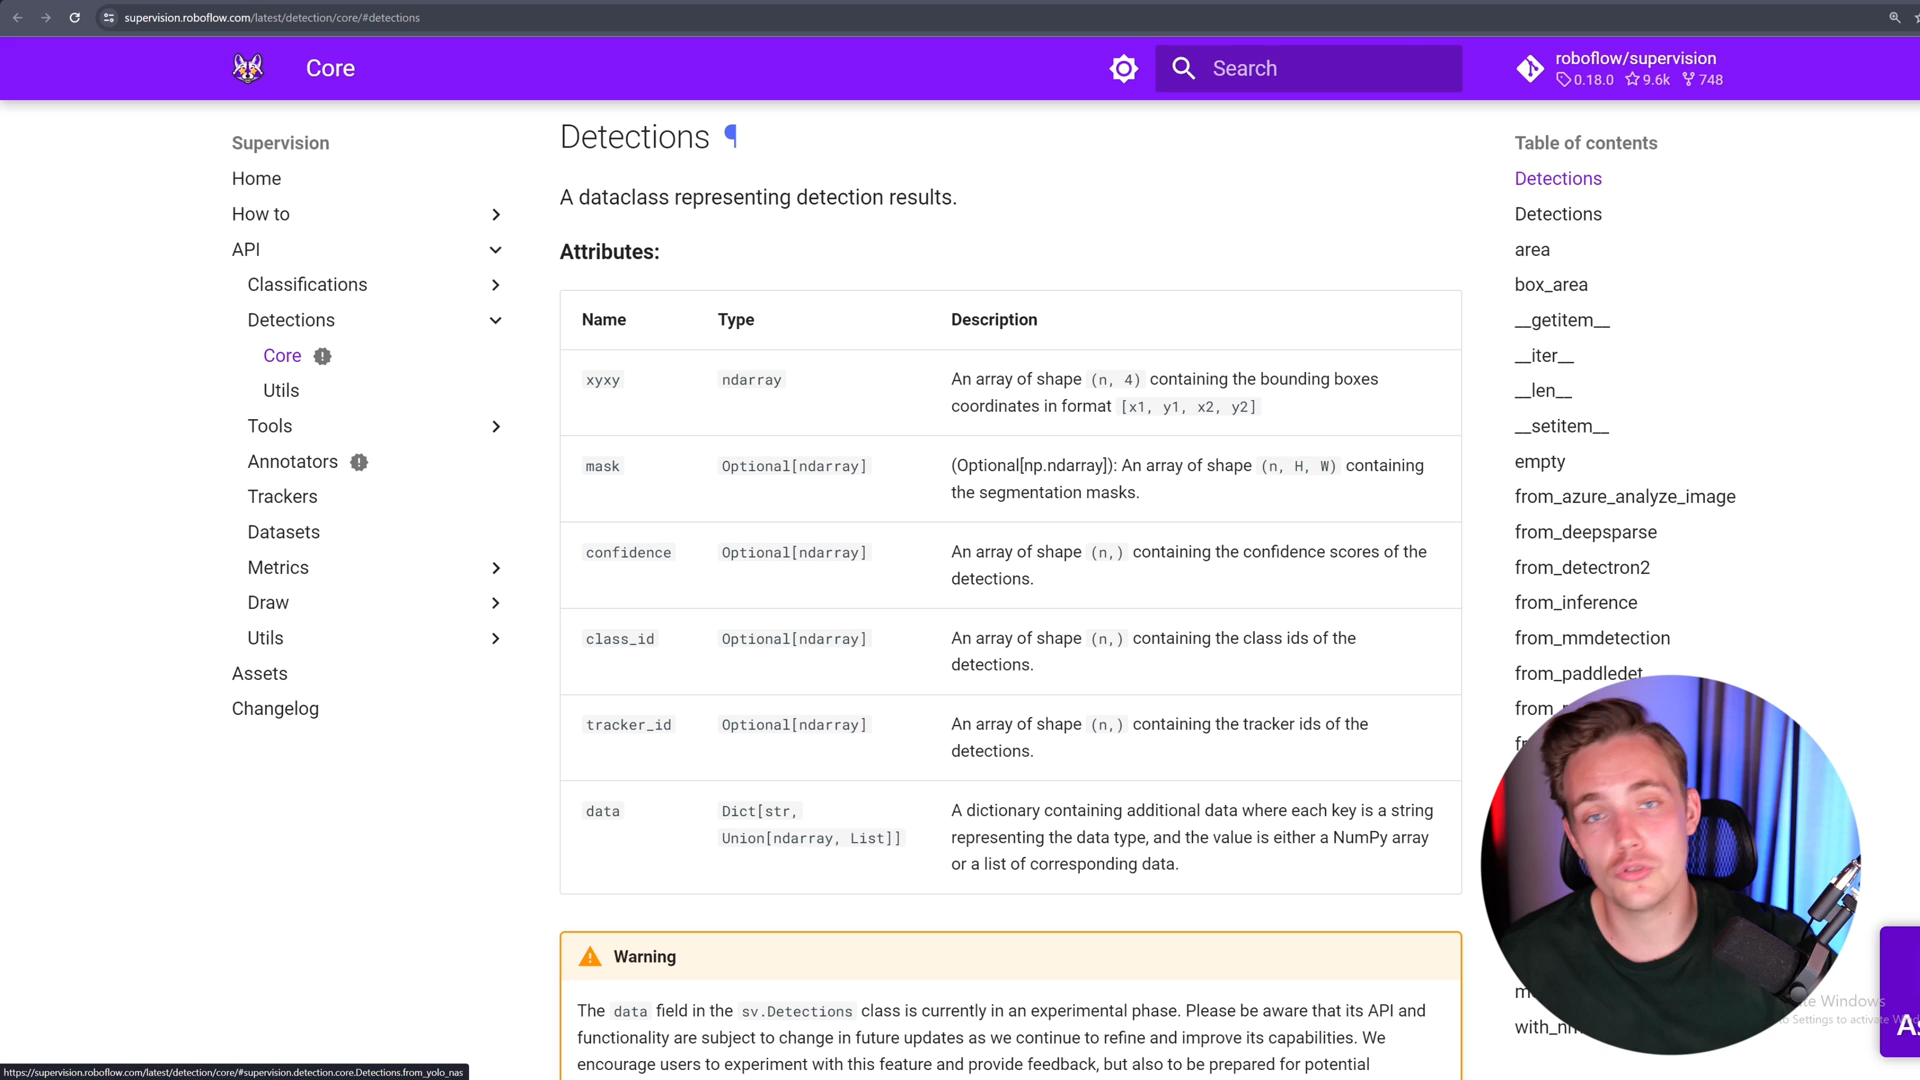 supervision.roboflow.com/latest/detection/core/#detections
Core
Search
roboflow/supervision
0.18.0 9.6k 748
Supervision
Home
How to
API
Classifications
Detections
Core
Utils
Tools
Annotators
Trackers
Datasets
Metrics
Draw
Utils
Assets
Changelog
Detections ¶
A dataclass representing detection results.
Attributes:
Name Type Description
xyxy ndarray An array of shape (n, 4) containing the bounding boxes
coordinates in format [x1, y1, x2, y2]
mask Optional[ndarray] (Optional[np.ndarray]): An array of shape (n, H, W) containing
the segmentation masks.
confidence Optional[ndarray] An array of shape (n,) containing the confidence scores of the
detections.
class_id Optional[ndarray] An array of shape (n,) containing the class ids of the
detections.
tracker_id Optional[ndarray] An array of shape (n,) containing the tracker ids of the
detections.
data Dict[str, A dictionary containing additional data where each key is a string
Union[ndarray, List]] representing the data type, and the value is either a NumPy array
or a list of corresponding data.
Warning
The data field in the sv.Detections class is currently in an experimental phase. Please be aware that its API and
functionality are subject to change in future updates as we continue to refine and improve its capabilities. We
encourage users to experiment with this feature and provide feedback, but also to be prepared for potential
Table of contents
Detections
Detections
area
box_area
__getitem__
__iter__
__len__
__setitem__
empty
from_azure_analyze_image
from_deepsparse
from_detectron2
from_inference
from_mmdetection
from_paddledet
Windows
to Settings to activate
https://supervision.roboflow.com/latest/detection/core/#supervision.detection.core.Detections.from_yolo_nas